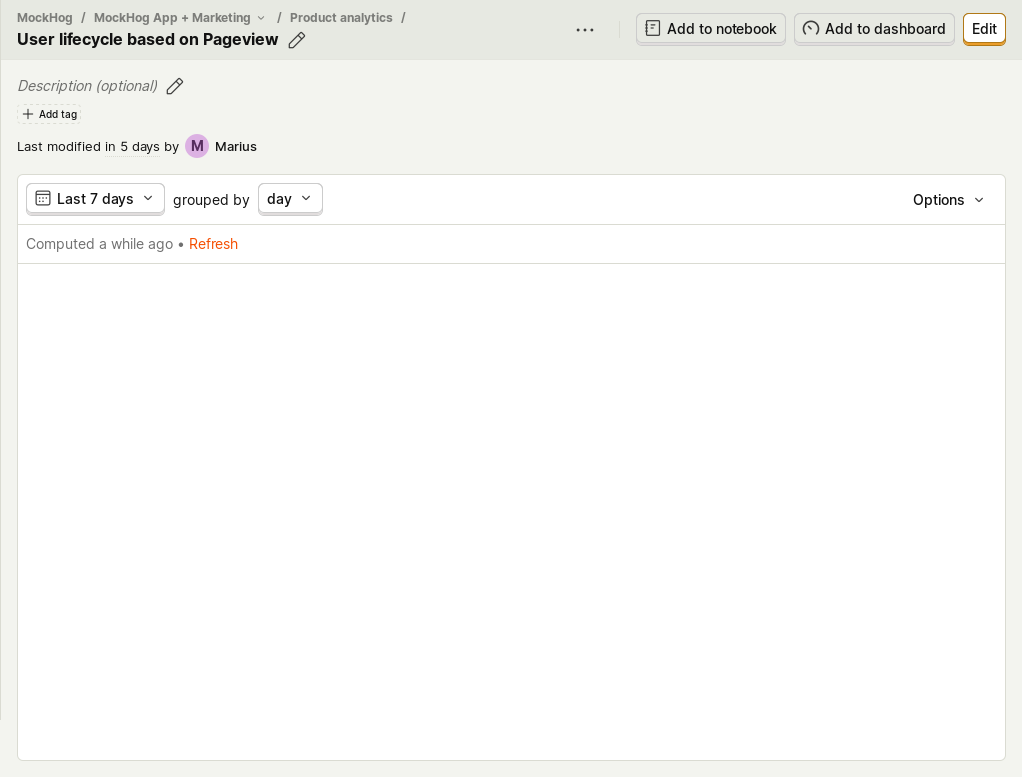 MockHog / MockHog App + Marketing / Product analytics /
User lifecycle based on Pageview
Add to notebook
Add to dashboard
Edit
Description (optional)
Add tag
Last modified in 5 days by M Marius
Last 7 days grouped by day
Options
Computed a while ago • Refresh